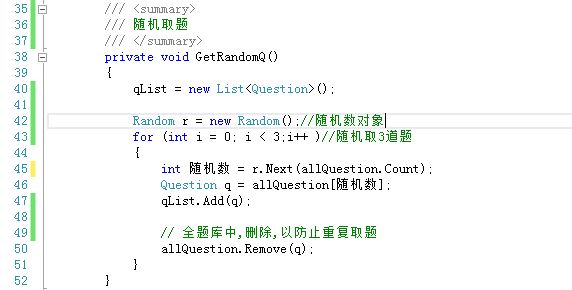 35 /// <summary>
36 /// 随机取题
37 /// </summary>
38 private void GetRandomQ()
39 {
40 qList = new List<Question>();
41
42 Random r = new Random();//随机数对象
43 for (int i = 0; i < 3;i++ )//随机取3道题
44 {
45 int 随机数 = r.Next(allQuestion.Count);
46 Question q = allQuestion[随机数];
47 qList.Add(q);
48
49 // 全题库中,删除,以防止重复取题
50 allQuestion.Remove(q);
51 }
52 }